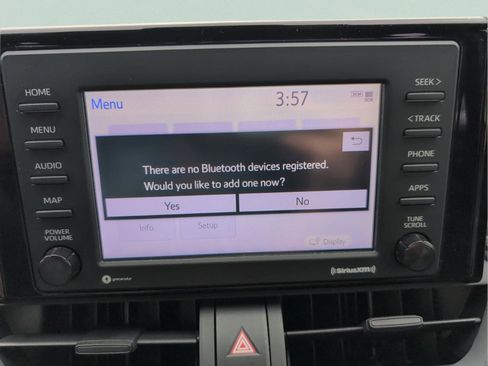 HOME
MENU
AUDIO
MAP
POWER
VOLUME
Menu
3:57
There are no Bluetooth devices registered.
Would you like to add one now?
Yes
No
Info
Setup
Display
SEEK >
< TRACK
PHONE
APPS
TUNE
SCROLL
gracenote
((SiriusXM))